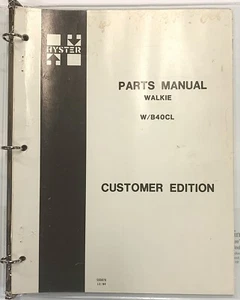 HYSTER
PARTS MANUAL
WALKIE
W/B40CL
CUSTOMER EDITION